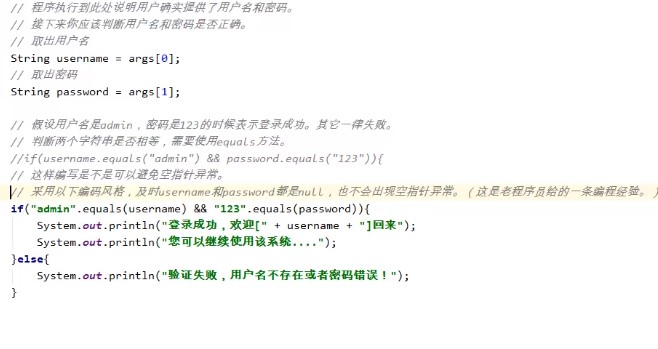 // 程序执行到此处说明用户确实提供了用户名和密码。
// 接下来你应该判断用户名和密码是否正确。
// 取出用户名
String username = args[0];
// 取出密码
String password = args[1];
// 假设用户名是admin，密码是123的时候表示登录成功。其它一律失败。
// 判断两个字符串是否相等，需要使用equals方法。
//if(username.equals("admin") && password.equals("123")){
// 这样编写是不是可以避免空指针异常。
// 采用以下编码风格，及时username和password都是null，也不会出现空指针异常。（这是老程序员给的一条编程经验。）
if("admin".equals(username) && "123".equals(password)){
System.out.println("登录成功，欢迎[" + username + "]回来");
System.out.println("您可以继续使用该系统....");
}else{
System.out.println("验证失败，用户名不存在或者密码错误！");
}